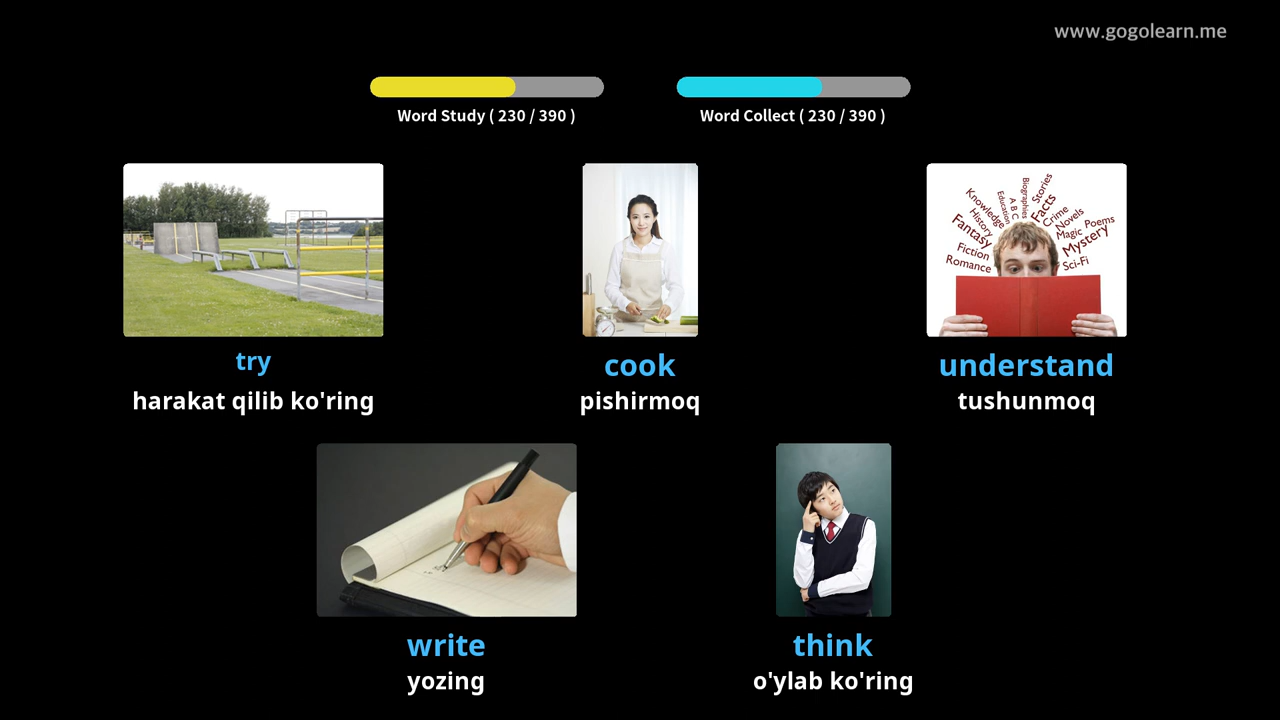 www.gogolearn.me
Word Study ( 230 / 390 )
Word Collect ( 230 / 390 )
Knowledge
History
Fantasy
Fiction
Romance
Education
A B C
Biographies
Stories
Facts
Crime
Novels
Magic
Poems
Mystery
Sci-Fi
try
cook
understand
harakat qilib ko'ring
pishirmoq
tushunmoq
write
think
yozing
o'ylab ko'ring